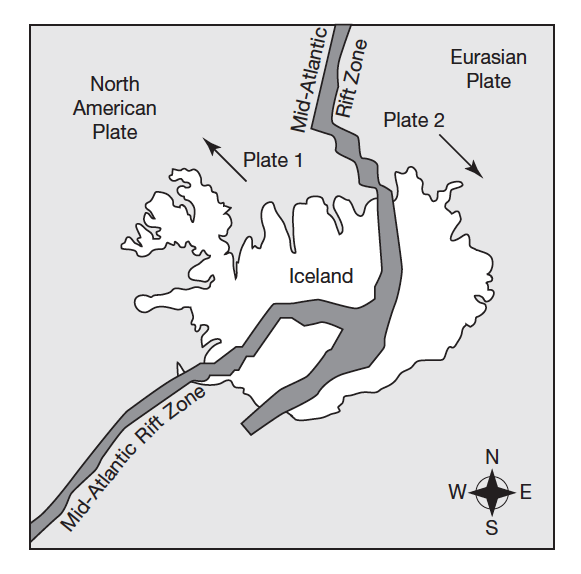 North
American
Plate
Mid-Atlantic
Rift Zone
Eurasian
Plate
Plate 2
Plate 1
Iceland
Mid-Atlantic Rift Zone
N
W
E
S